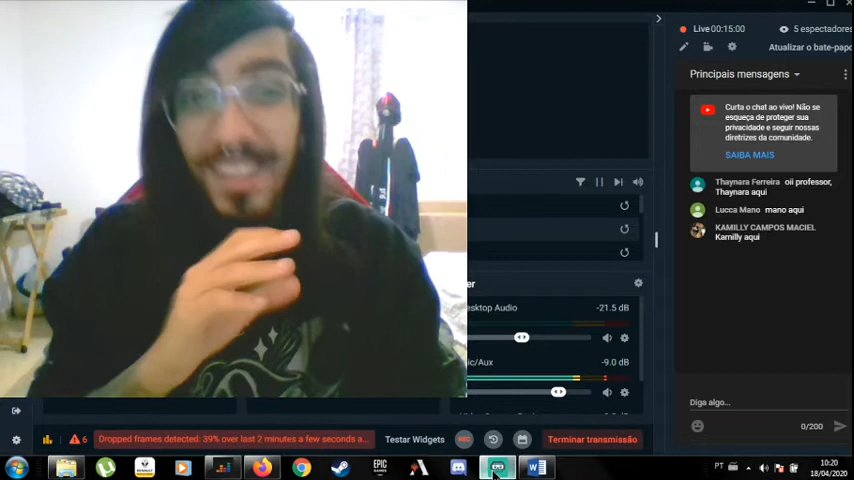 Live 00:15:00
5 espectadores
Atualizar o bate-papo
Principais mensagens
Curta o chat ao vivo! Não se
esqueça de proteger sua
privacidade e seguir nossas
diretrizes da comunidade.
SAIBA MAIS
Thaynara Ferreira oii professor,
Thaynara aqui
Lucca Mano mano aqui
KAMILLY CAMPOS MACIEL
Kamilly aqui
esktop Audio -21.5 dB
ic/Aux -9.0 dB
Diga algo...
0/200
6 Dropped frames detected: 39% over last 2 minutes a few seconds a...
Testar Widgets
REC
Terminar transmissão
EPIC
GAMES
PT
10:20
18/04/2020